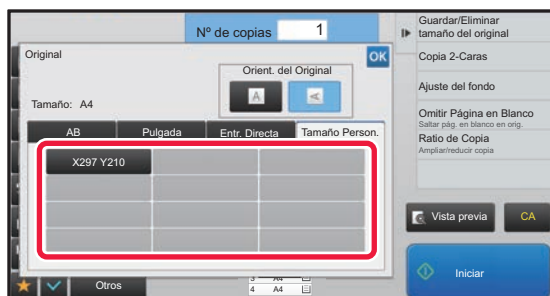 Nº de copias
1
Guardar/Eliminar
tamaño del original
Original
OK
Copia 2-Caras
Orient. del Original
A
A
Ajuste del fondo
Tamaño: A4
Omitir Página en Blanco
Saltar pág. en blanco en orig.
AB
Pulgada
Entr. Directa
Tamaño Person.
Ratio de Copia
Ampliar/reducir copia
X297 Y210
Vista previa
CA
Iniciar
Otros
3 A4
4 A4